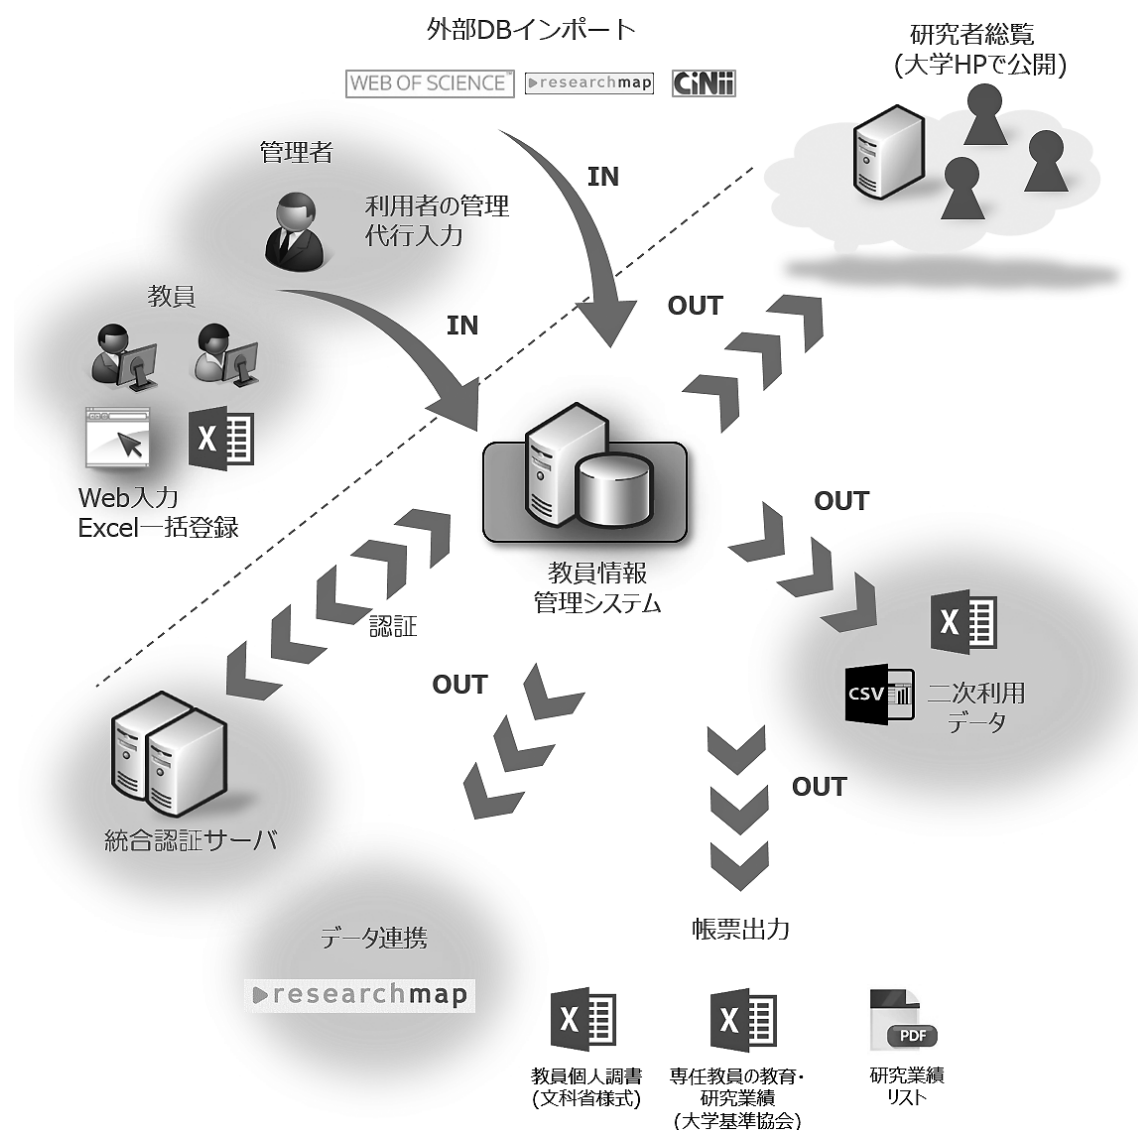 外部DBインポート
WEB OF SCIENCE™
researchmap
CiNii
研究者総覧
(大学HPで公開)
管理者
利用者の管理
代行入力
IN
教員
IN
OUT
X
Web入力
Excel一括登録
OUT
教員情報
管理システム
認証
X
CSV
二次利用
データ
OUT
OUT
統合認証サーバ
データ連携
researchmap
帳票出力
X
X
PDF
教員個人調書
(文科省様式)
専任教員の教育・
研究業績
(大学基準協会)
研究業績
リスト